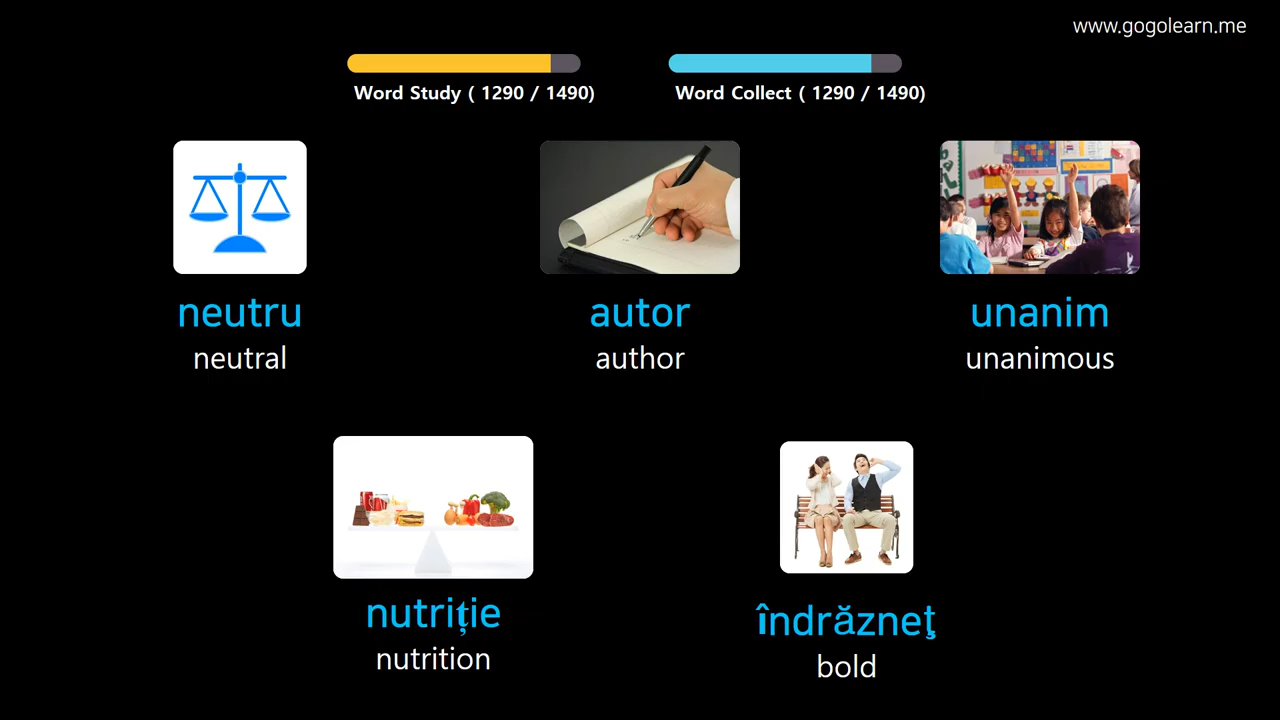 www.gogolearn.me
Word Study ( 1290 / 1490)
Word Collect ( 1290 / 1490)
neutru
neutral
autor
author
unanim
unanimous
nutriție
nutrition
îndrăzneţ
bold